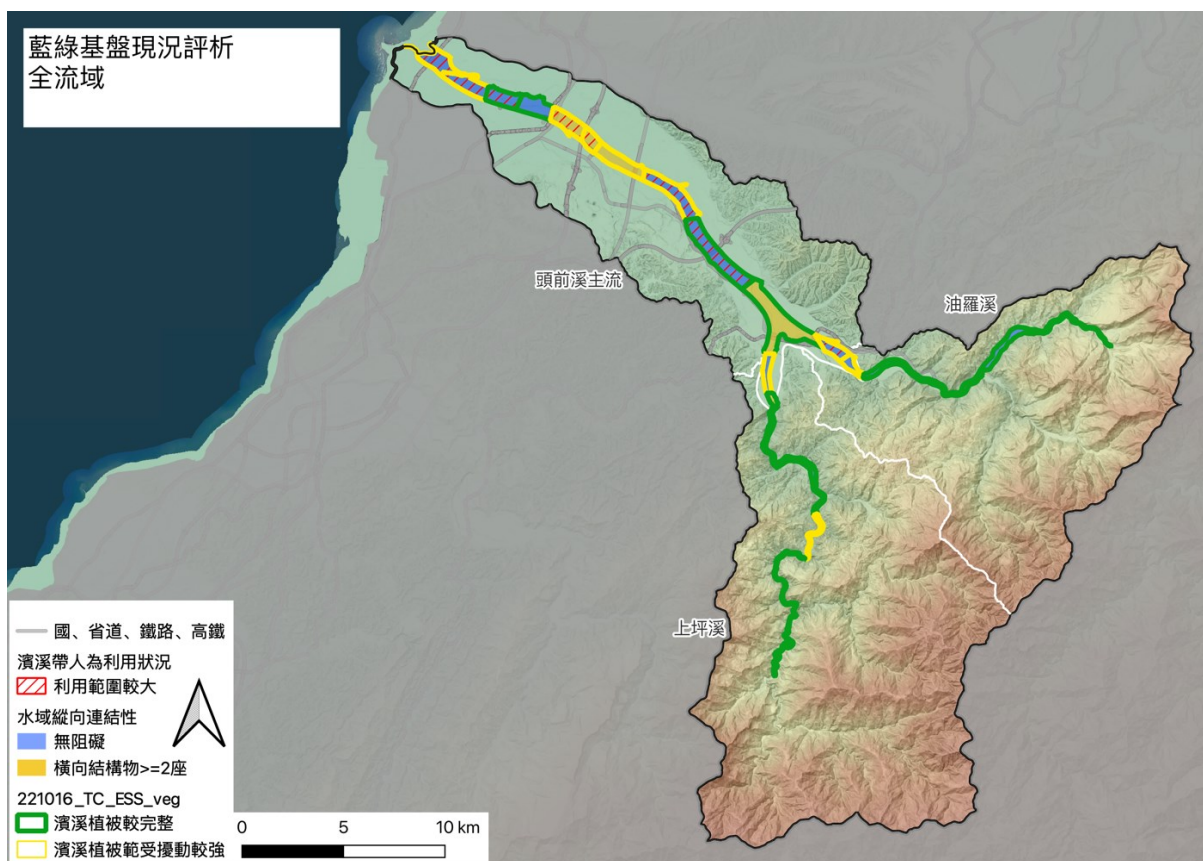 藍綠基盤現況評析
全流域
頭前溪主流
油羅溪
上坪溪
國、省道、鐵路、高鐵
濱溪帶人為利用狀況
利用範圍較大
水域縱向連結性
無阻礙
橫向結構物>=2座
221016_TC_ESS_veg
濱溪植被較完整
濱溪植被範受擾動較強
0 5 10 km